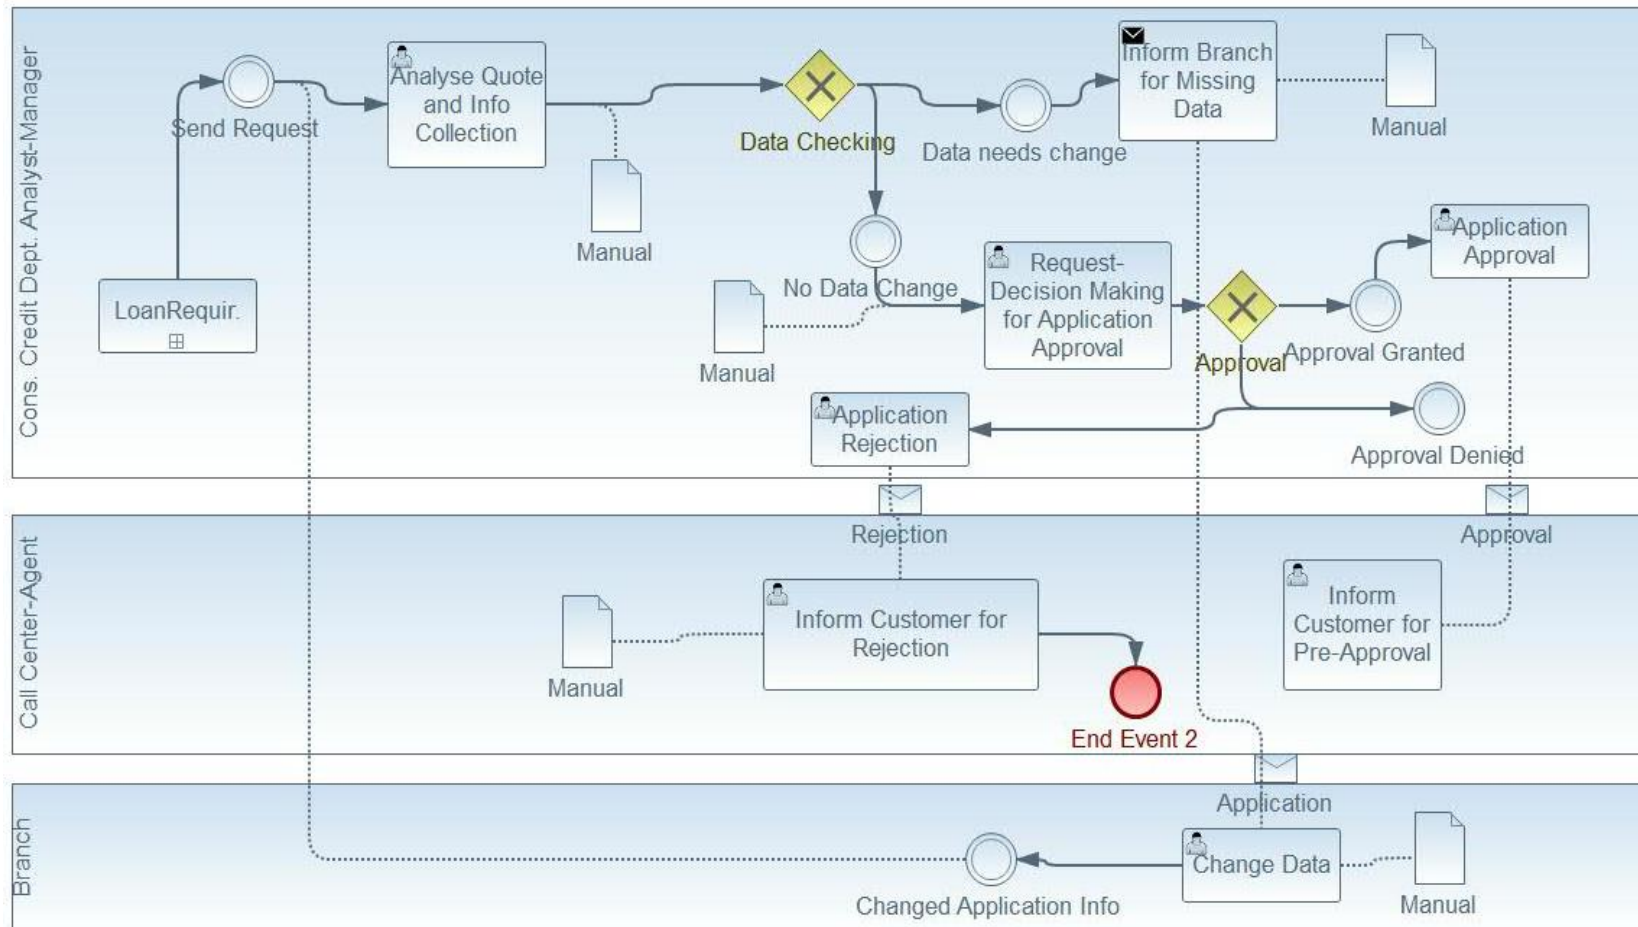 Cons. Credit Dept. Analyst-Manager
Send Request
Analyse Quote
and Info
Collection
Manual
Data Checking
Data needs change
Inform Branch
for Missing
Data
Manual
LoanRequir.
No Data Change
Manual
Request-
Decision Making
for Application
Approval
Approval
Approval Granted
Application
Approval
Application
Rejection
Approval Denied
Rejection
Approval
Call Center-Agent
Manual
Inform Customer for
Rejection
End Event 2
Inform
Customer for
Pre-Approval
Application
Branch
Changed Application Info
Change Data
Manual